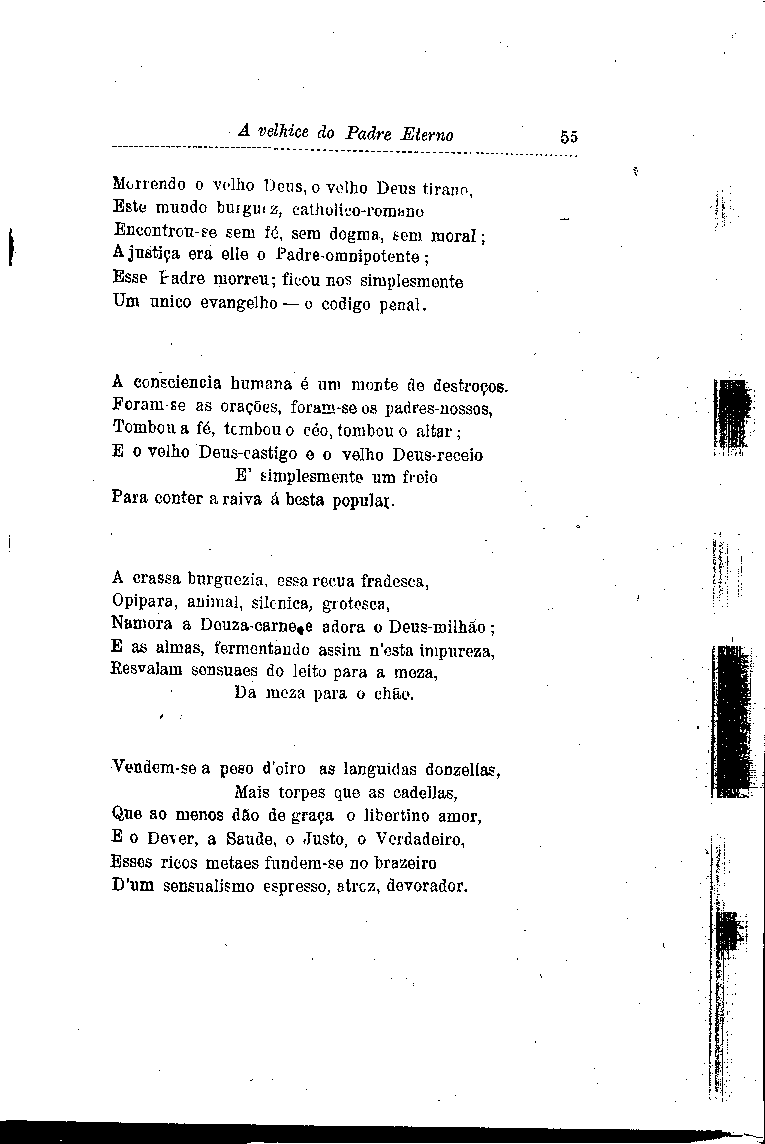 A velhice do Padre Eterno 55
Morrendo o velho Deus, o velho Deus tirano,
Este mundo burguez, catholico-romano
Encontrou-se sem fé, sem dogma, sem moral;
A justiça era elle o Padre-omnipotente;
Esse Padre morreu; ficou nos simplesmente
Um unico evangelho — o codigo penal.
A consciencia humana é um monte de destroços.
Foram-se as orações, foram-se os padres-nossos,
Tombou a fé, tombou o céo, tombou o altar;
E o velho Deus-castigo e o velho Deus-receio
E' simplesmente um freio
Para conter a raiva á besta popular.
A crassa burguezia, essa recua fradesca,
Opipara, animal, silenica, grotesca,
Namora a Deuza-carne e adora o Deus-milhão;
E as almas, fermentando assim n'esta impureza,
Resvalam sensuaes do leito para a meza,
Da meza para o chão.
Vendem-se a peso d'oiro as languidas donzellas,
Mais torpes que as cadellas,
Que ao menos dão de graça o libertino amor,
E o Dever, a Saude, o Justo, o Verdadeiro,
Esses ricos metaes fundem-se no brazeiro
D'um sensualismo espresso, atroz, devorador.